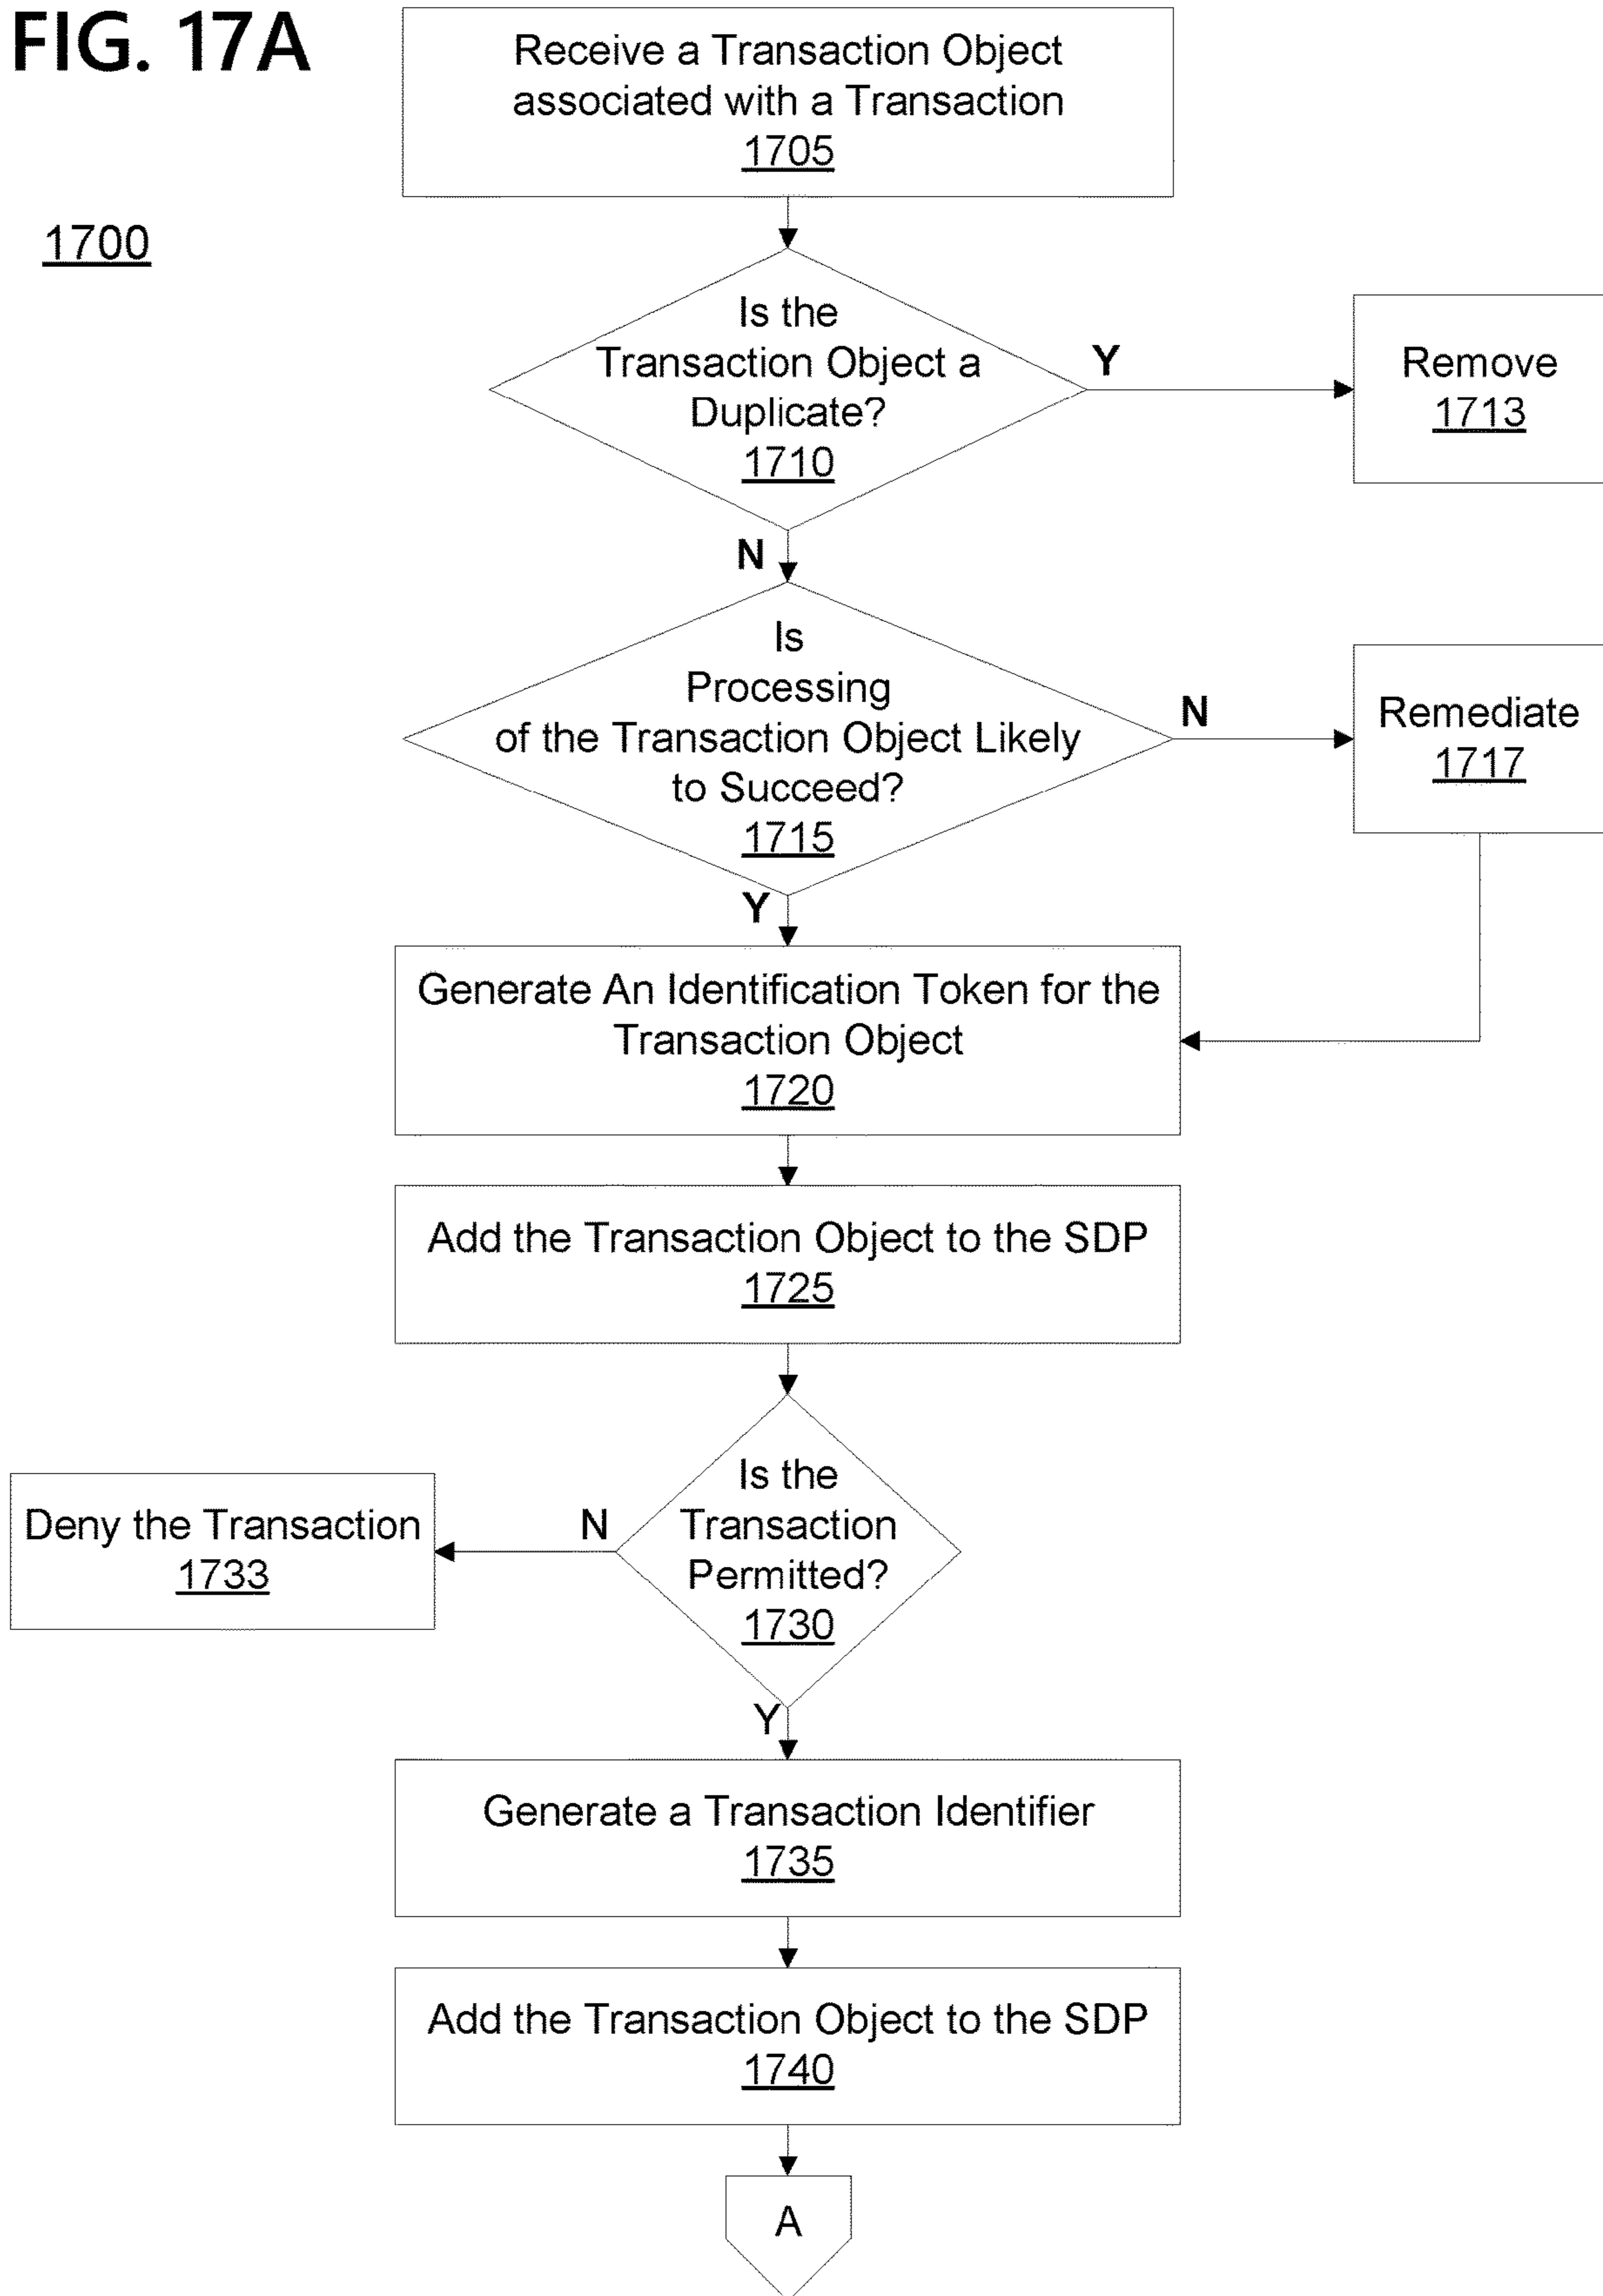 FIG. 17A
1700
Receive a Transaction Object
associated with a Transaction
1705
Is the
Transaction Object a
Duplicate?
1710
Y
Remove
1713
N
Is
Processing
of the Transaction Object Likely
to Succeed?
1715
N
Remediate
1717
Y
Generate An Identification Token for the
Transaction Object
1720
Add the Transaction Object to the SDP
1725
Is the
Transaction
Permitted?
1730
N
Deny the Transaction
1733
Y
Generate a Transaction Identifier
1735
Add the Transaction Object to the SDP
1740
A